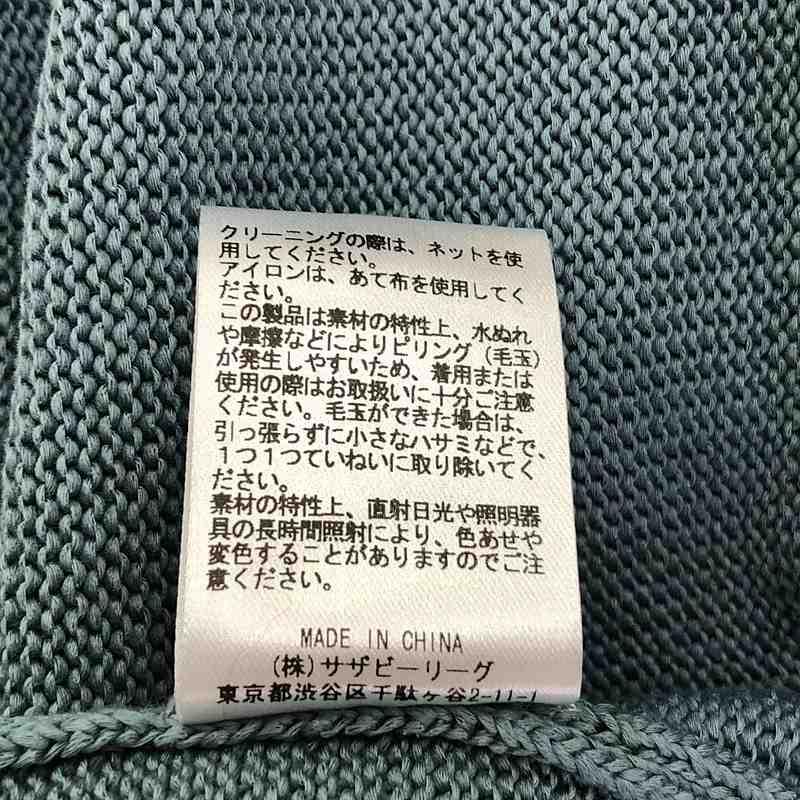 クリーニングの際は、ネットを使
用してください。
アイロンは、あて布を使用してく
ださい。
この製品は素材の特性上、水ぬれ
や摩擦などによりピリング（毛玉）
が発生しやすいため、着用または
使用の際はお取扱いに十分ご注意
ください。毛玉ができた場合は、
引っ張らずに小さなハサミなどで、
1つ1つていねいに取り除いてく
ださい。
素材の特性上、直射日光や照明器
具の長時間照射により、色あせや
変色することがありますのでご注
意ください。
MADE IN CHINA
(株)サザビーリーグ
東京都渋谷区千駄ヶ谷2-11-1